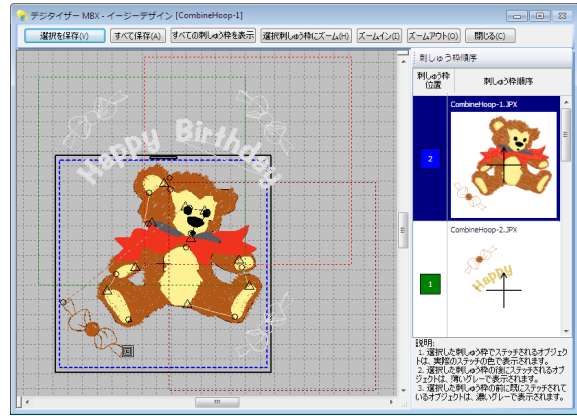 デジタイザー MBX - イージーデザイン [CombineHoop-1]
選択を保存(V) すべて保存(A) すべての刺しゅう枠を表示 選択刺しゅう枠にズーム(H) ズームイン(I) ズームアウト(O) 閉じる(C)
刺しゅう枠順序
刺しゅう枠位置 刺しゅう枠順序
CombineHoop-1.JPX
2
CombineHoop-2.JPX
1
Happy
Happy Birthday
説明:
1. 選択した刺しゅう枠でステッチされるオブジェク
トは、実際のステッチの色で表示されます。
2. 選択した刺しゅう枠の後にステッチされるオブ
ジェクトは、薄いグレーで表示されます。
3. 選択した刺しゅう枠の前に既にステッチされて
いるオブジェクトは、濃いグレーで表示されます。